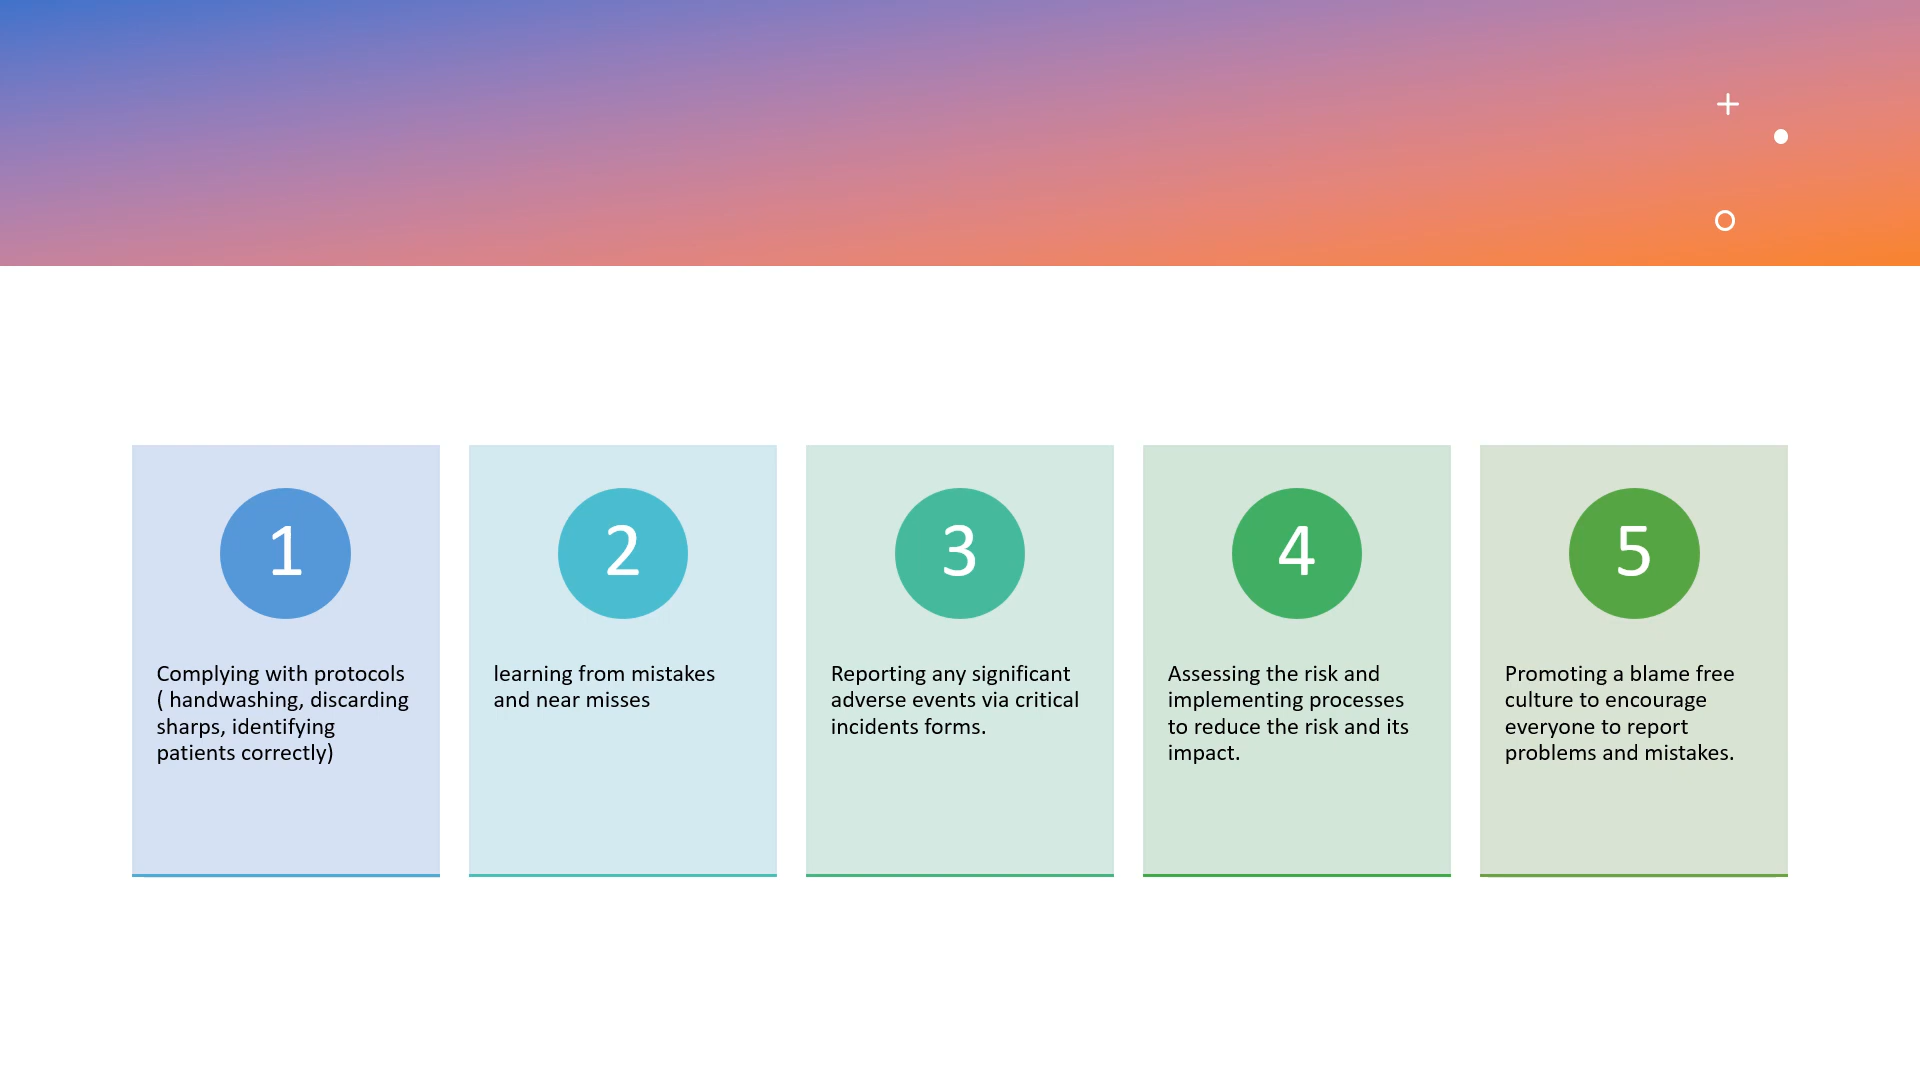 1
Complying with protocols
( handwashing, discarding
sharps, identifying
patients correctly)
2
learning from mistakes
and near misses
3
Reporting any significant
adverse events via critical
incidents forms.
4
Assessing the risk and
implementing processes
to reduce the risk and its
impact.
5
Promoting a blame free
culture to encourage
everyone to report
problems and mistakes.